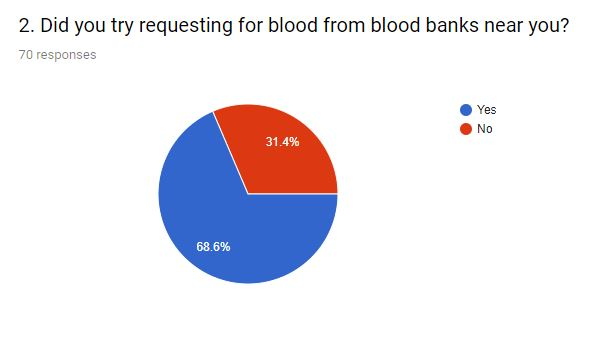 2. Did you try requesting for blood from blood banks near you?
70 responses
Yes
No
31.4%
68.6%